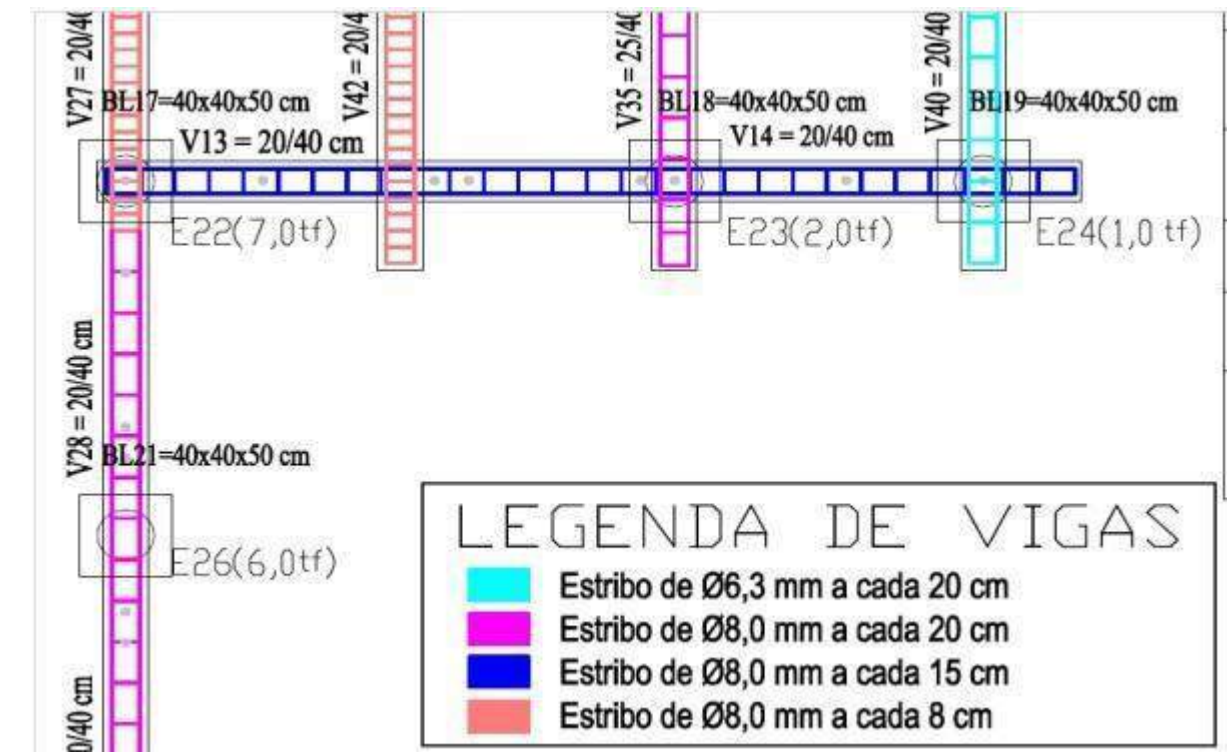 V27 = 20/40
V42 = 20/4
V35 = 25/40
V40 = 20/40
BL17=40x40x50 cm
BL18=40x40x50 cm
BL19=40x40x50 cm
V13 = 20/40 cm
V14 = 20/40 cm
E22(7,0tf)
E23(2,0tf)
E24(1,0 tf)
V28 = 20/40 cm
BL21=40x40x50 cm
E26(6,0tf)
0/40 cm
LEGENDA DE VIGAS
Estribo de Ø6,3 mm a cada 20 cm
Estribo de Ø8,0 mm a cada 20 cm
Estribo de Ø8,0 mm a cada 15 cm
Estribo de Ø8,0 mm a cada 8 cm